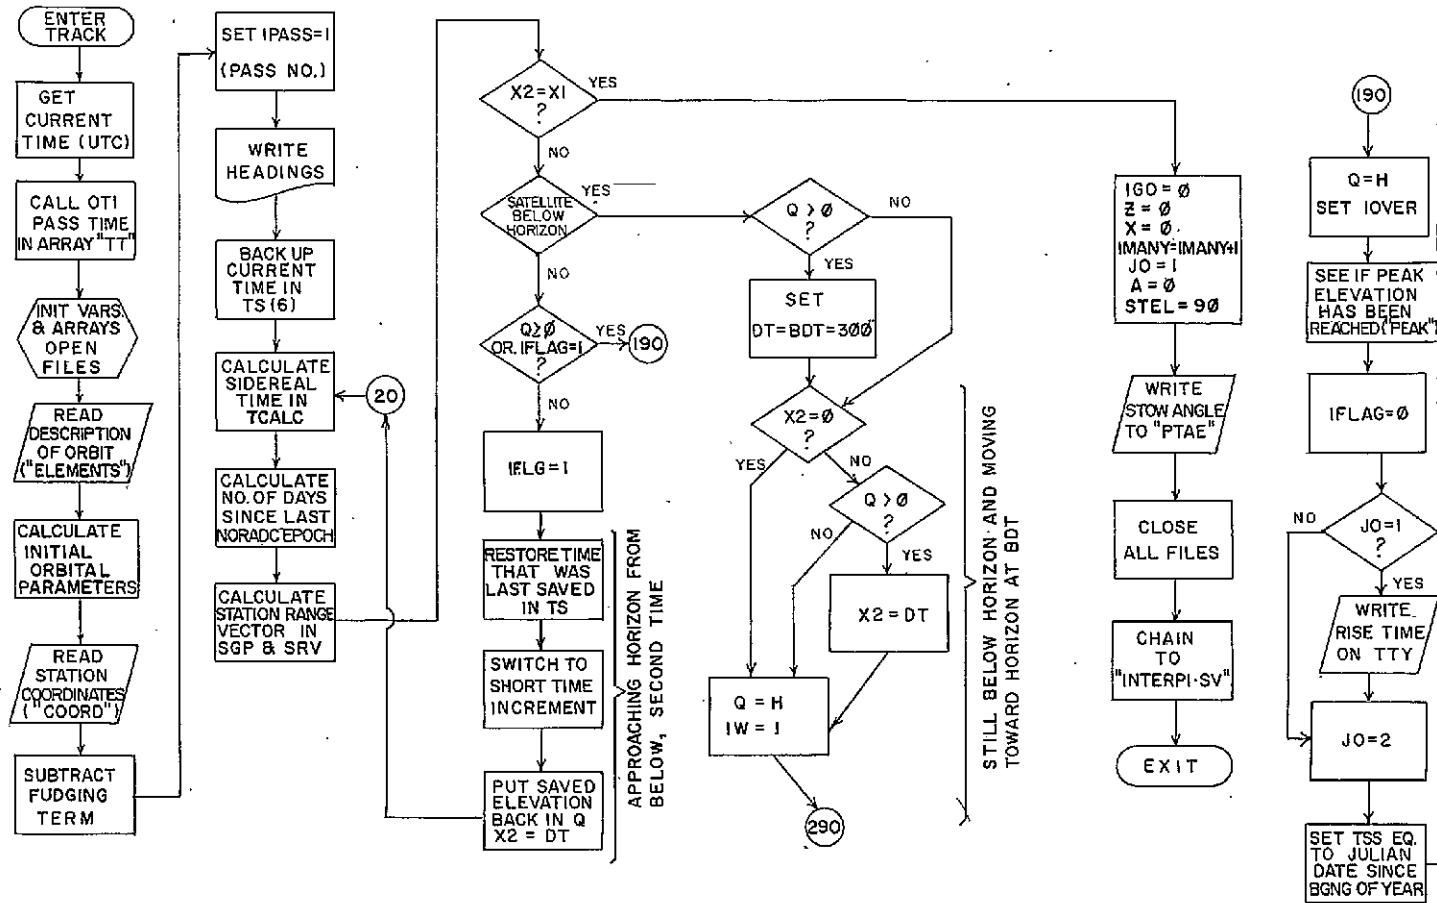 ENTER
TRACK
GET
CURRENT
TIME (UTC)
CALL OTI
PASS TIME
IN ARRAY "TT"
INIT VARS.
& ARRAYS
OPEN
FILES
READ
DESCRIPTION
OF ORBIT
("ELEMENTS")
CALCULATE
INITIAL
ORBITAL
PARAMETERS
READ
STATION
COORDINATES
("COORD")
SUBTRACT
FUDGING
TERM
SET IPASS=1
(PASS NO.)
WRITE
HEADINGS
BACK UP
CURRENT
TIME IN
TS(6)
CALCULATE
SIDEREAL
TIME IN
TCALC
20
CALCULATE
NO. OF DAYS
SINCE LAST
NORADC EPOCH
CALCULATE
STATION RANGE
VECTOR IN
SGP & SRV
X2=X1
?
YES
NO
SATELLITE
BELOW
HORIZON
YES
NO
Q≥Ø
OR. IFLAG=1
?
YES
190
NO
IFLG=1
RESTORE TIME
THAT WAS
LAST SAVED
IN TS
SWITCH TO
SHORT TIME
INCREMENT
PUT SAVED
ELEVATION
BACK IN Q
X2 = DT
APPROACHING HORIZON FROM
BELOW, SECOND TIME
Q > Ø
?
NO
YES
SET
DT=BDT=300"
X2=Ø
?
YES
NO
Q > Ø
?
NO
YES
X2 = DT
Q = H
IW = 1
290
STILL BELOW HORIZON AND MOVING
TOWARD HORIZON AT BDT
IGO = Ø
Z = Ø
X = Ø
IMANY=IMANY+1
JO = 1
A = Ø
STEL = 9Ø
WRITE
STOW ANGLE
TO "PTAE"
CLOSE
ALL FILES
CHAIN
TO
"INTERPI·SV"
EXIT
190
Q = H
SET IOVER
SEE IF PEAK
ELEVATION
HAS BEEN
REACHED("PEAK")
IFLAG=Ø
JO=1
?
NO
YES
WRITE
RISE TIME
ON TTY
JO=2
SET TSS EQ.
TO JULIAN
DATE SINCE
BGNG OF YEAR